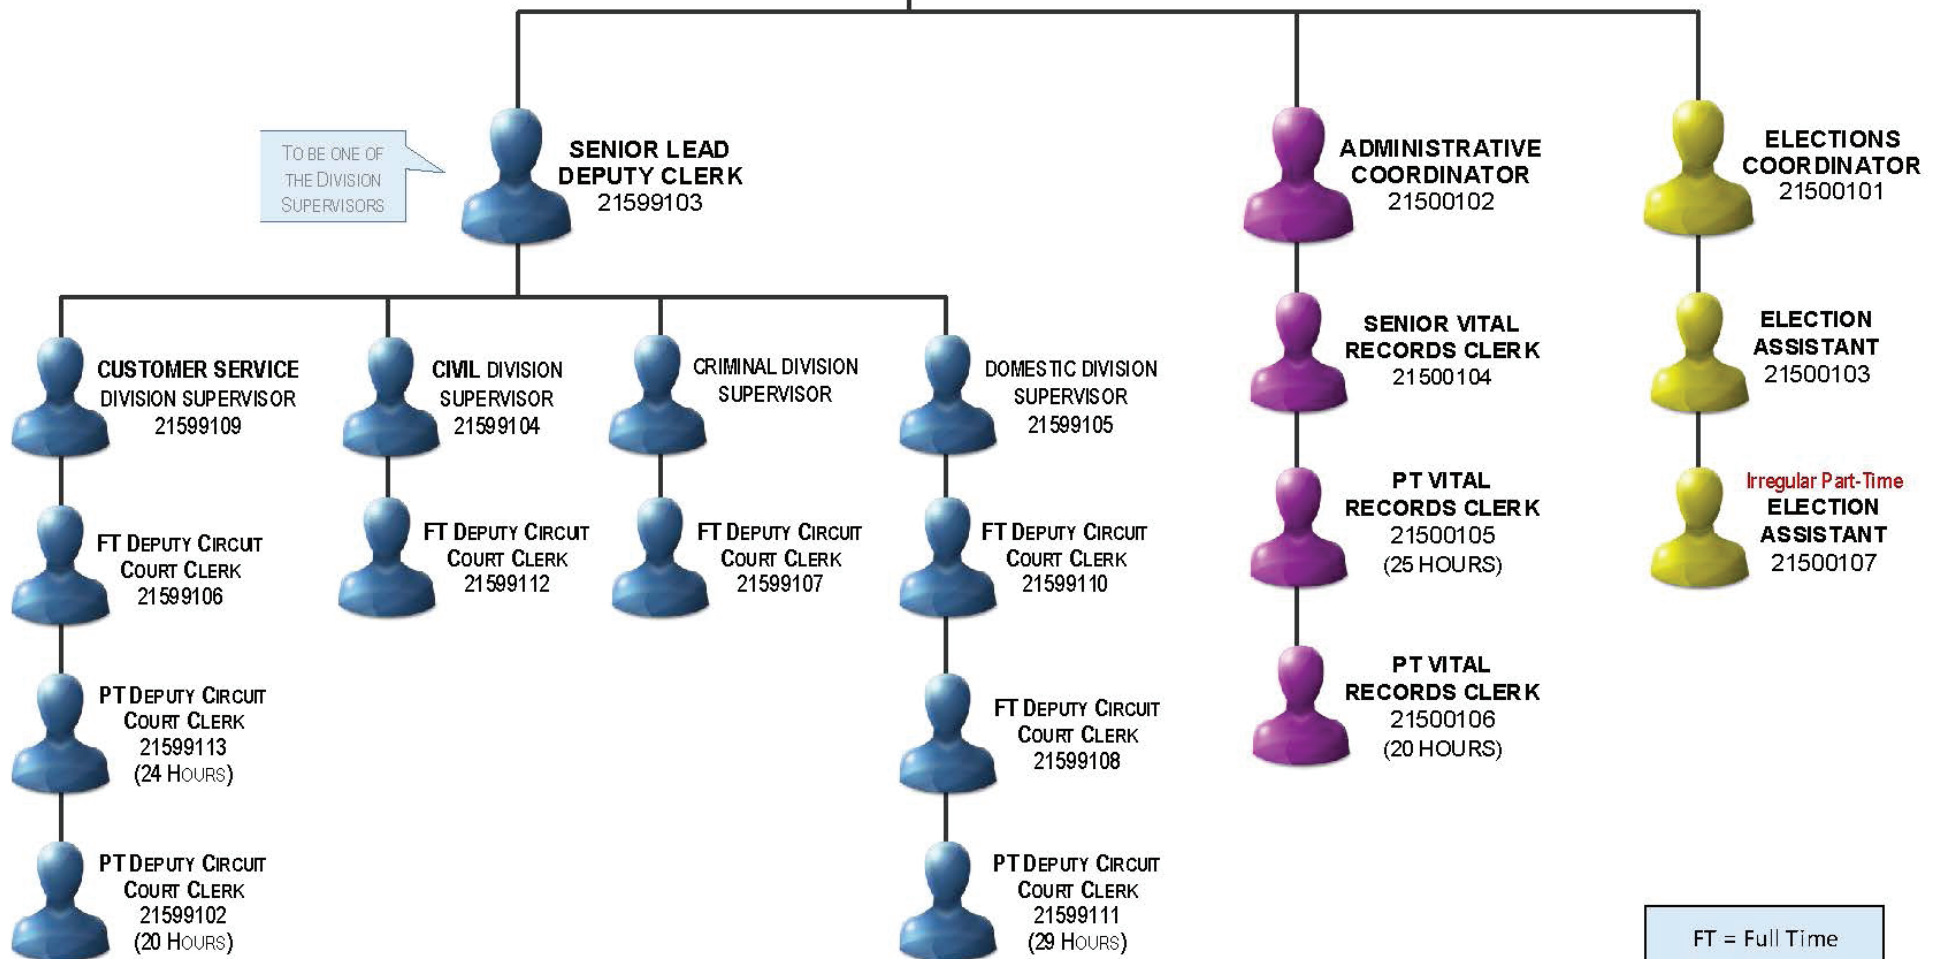 TO BE ONE OF
THE DIVISION
SUPERVISORS
SENIOR LEAD
DEPUTY CLERK
21599103
ADMINISTRATIVE
COORDINATOR
21500102
ELECTIONS
COORDINATOR
21500101
CUSTOMER SERVICE
DIVISION SUPERVISOR
21599109
CIVIL DIVISION
SUPERVISOR
21599104
CRIMINAL DIVISION
SUPERVISOR
DOMESTIC DIVISION
SUPERVISOR
21599105
SENIOR VITAL
RECORDS CLERK
21500104
ELECTION
ASSISTANT
21500103
FT DEPUTY CIRCUIT
COURT CLERK
21599106
FT DEPUTY CIRCUIT
COURT CLERK
21599112
FT DEPUTY CIRCUIT
COURT CLERK
21599107
FT DEPUTY CIRCUIT
COURT CLERK
21599110
PT VITAL
RECORDS CLERK
21500105
(25 HOURS)
Irregular Part-Time
ELECTION
ASSISTANT
21500107
PT DEPUTY CIRCUIT
COURT CLERK
21599113
(24 HOURS)
FT DEPUTY CIRCUIT
COURT CLERK
21599108
PT VITAL
RECORDS CLERK
21500106
(20 HOURS)
PT DEPUTY CIRCUIT
COURT CLERK
21599102
(20 HOURS)
PT DEPUTY CIRCUIT
COURT CLERK
21599111
(29 HOURS)
FT = Full Time